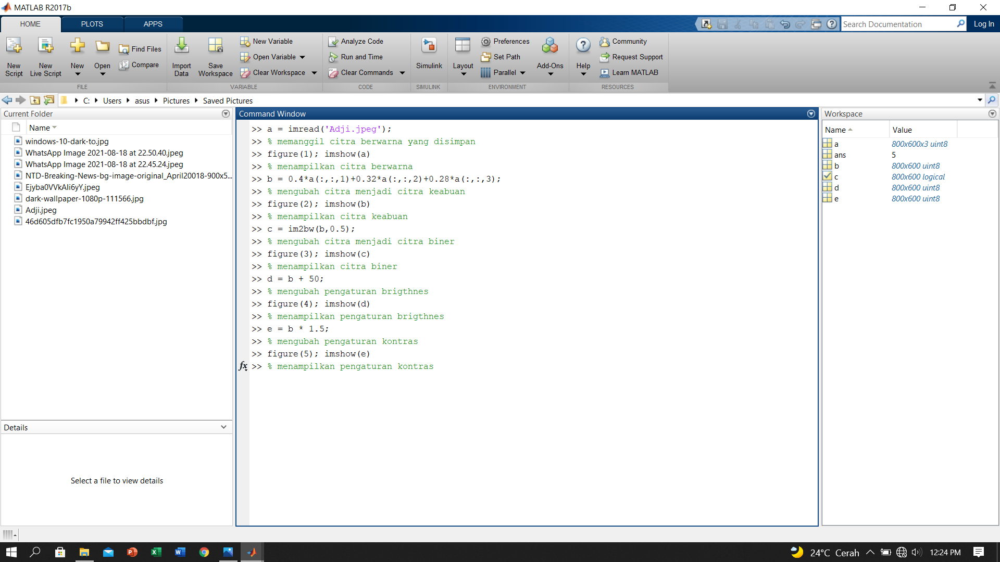 MATLAB R2017b
HOME
PLOTS
APPS
Search Documentation
Log In
New Script
New Live Script
New
Open
Find Files
Compare
Import Data
Save Workspace
New Variable
Open Variable
Clear Workspace
Analyze Code
Run and Time
Clear Commands
Simulink
Layout
Preferences
Set Path
Parallel
Add-Ons
Help
Community
Request Support
Learn MATLAB
FILE
VARIABLE
CODE
SIMULINK
ENVIRONMENT
RESOURCES
C: Users asus Pictures Saved Pictures
Current Folder
Name
windows-10-dark-to.jpg
WhatsApp Image 2021-08-18 at 22.50.40.jpeg
WhatsApp Image 2021-08-18 at 22.45.24.jpeg
NTD-Breaking-News-bg-image-original_April20018-900x5...
Ejyba0VVkAIi6yY.jpeg
dark-wallpaper-1080p-111566.jpg
Adji.jpeg
46d605dfb7fc1950a79942ff425bbdbf.jpg
Details
Select a file to view details
Command Window
>> a = imread('Adji.jpeg');
>> % memanggil citra berwarna yang disimpan
>> figure(1); imshow(a)
>> % menampilkan citra berwarna
>> b = 0.4*a(:,:,1)+0.32*a(:,:,2)+0.28*a(:,:,3);
>> % mengubah citra menjadi citra keabuan
>> figure(2); imshow(b)
>> % menampilkan citra keabuan
>> c = im2bw(b,0.5);
>> % mengubah citra menjadi citra biner
>> figure(3); imshow(c)
>> % menampilkan citra biner
>> d = b + 50;
>> % mengubah pengaturan brigthnes
>> figure(4); imshow(d)
>> % menampilkan pengaturan brigthnes
>> e = b * 1.5;
>> % mengubah pengaturan kontras
>> figure(5); imshow(e)
fx >> % menampilkan pengaturan kontras
Workspace
Name Value
a 800x600x3 uint8
ans 5
b 800x600 uint8
c 800x600 logical
d 800x600 uint8
e 800x600 uint8
24°C Cerah
12:24 PM